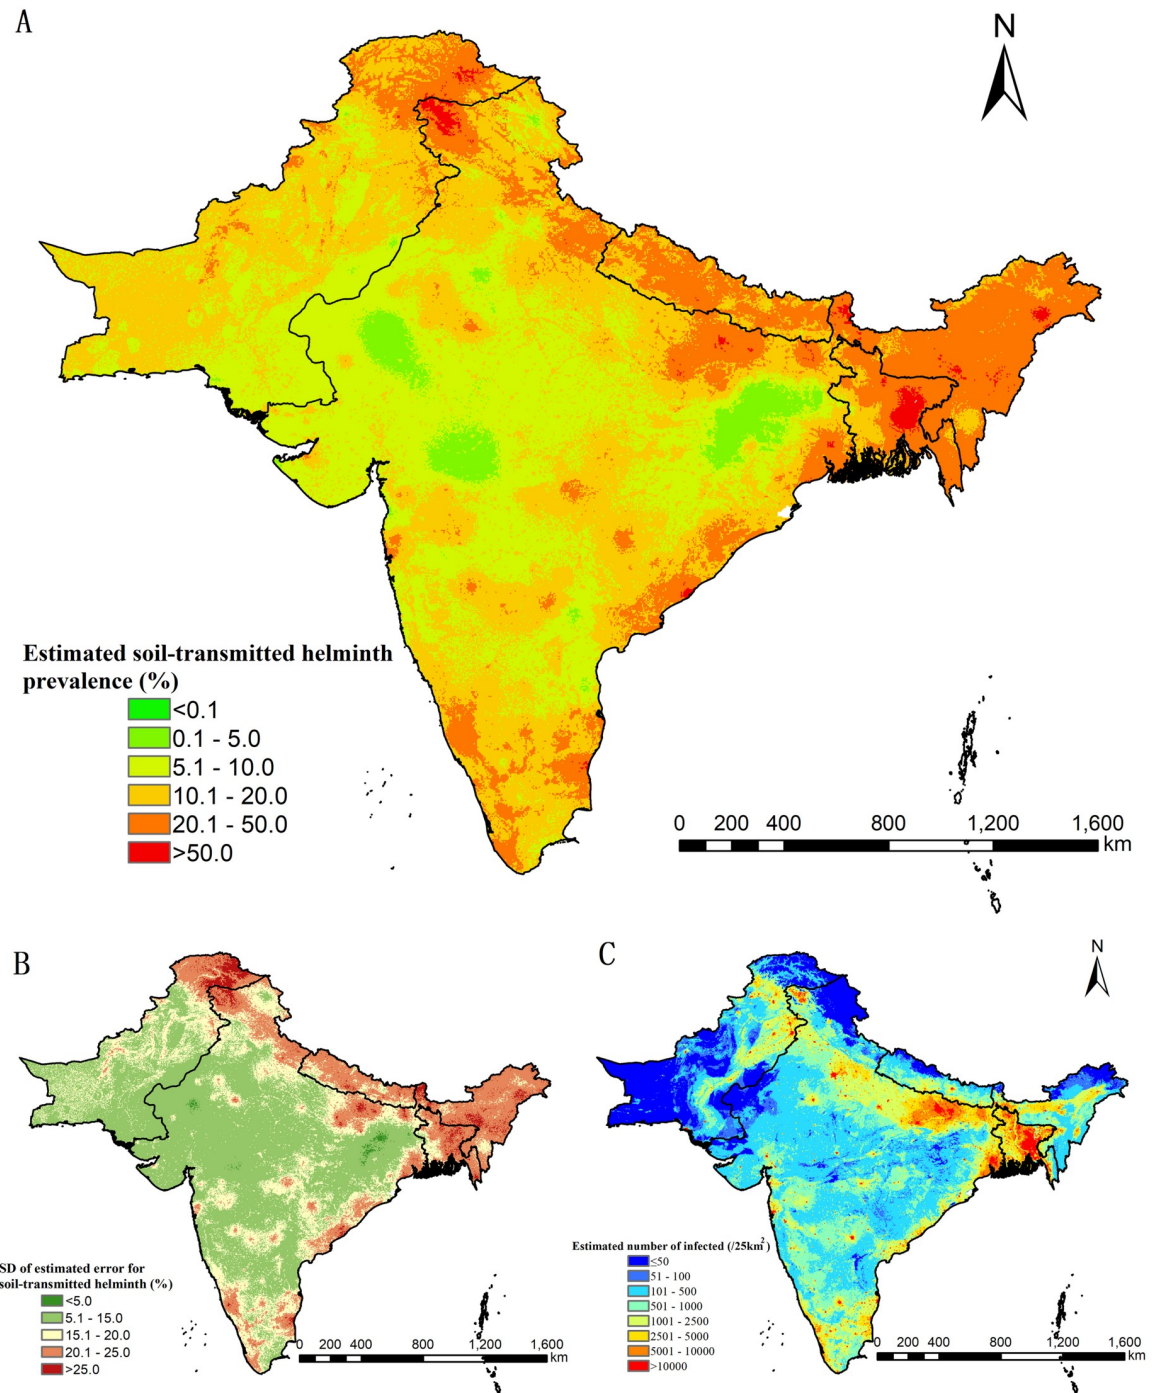 A
N
Estimated soil-transmitted helminth
prevalence (%)
<0.1
0.1 - 5.0
5.1 - 10.0
10.1 - 20.0
20.1 - 50.0
>50.0
0 200 400 800 1,200 1,600
km
B
SD of estimated error for
soil-transmitted helminth (%)
<5.0
5.1 - 15.0
15.1 - 20.0
20.1 - 25.0
>25.0
0 200 400 800 1,200 1,600
km
C
N
Estimated number of infected (/25km²)
≤50
51 - 100
101 - 500
501 - 1000
1001 - 2500
2501 - 5000
5001 - 10000
>10000
0 200 400 800 1,200 1,600
km